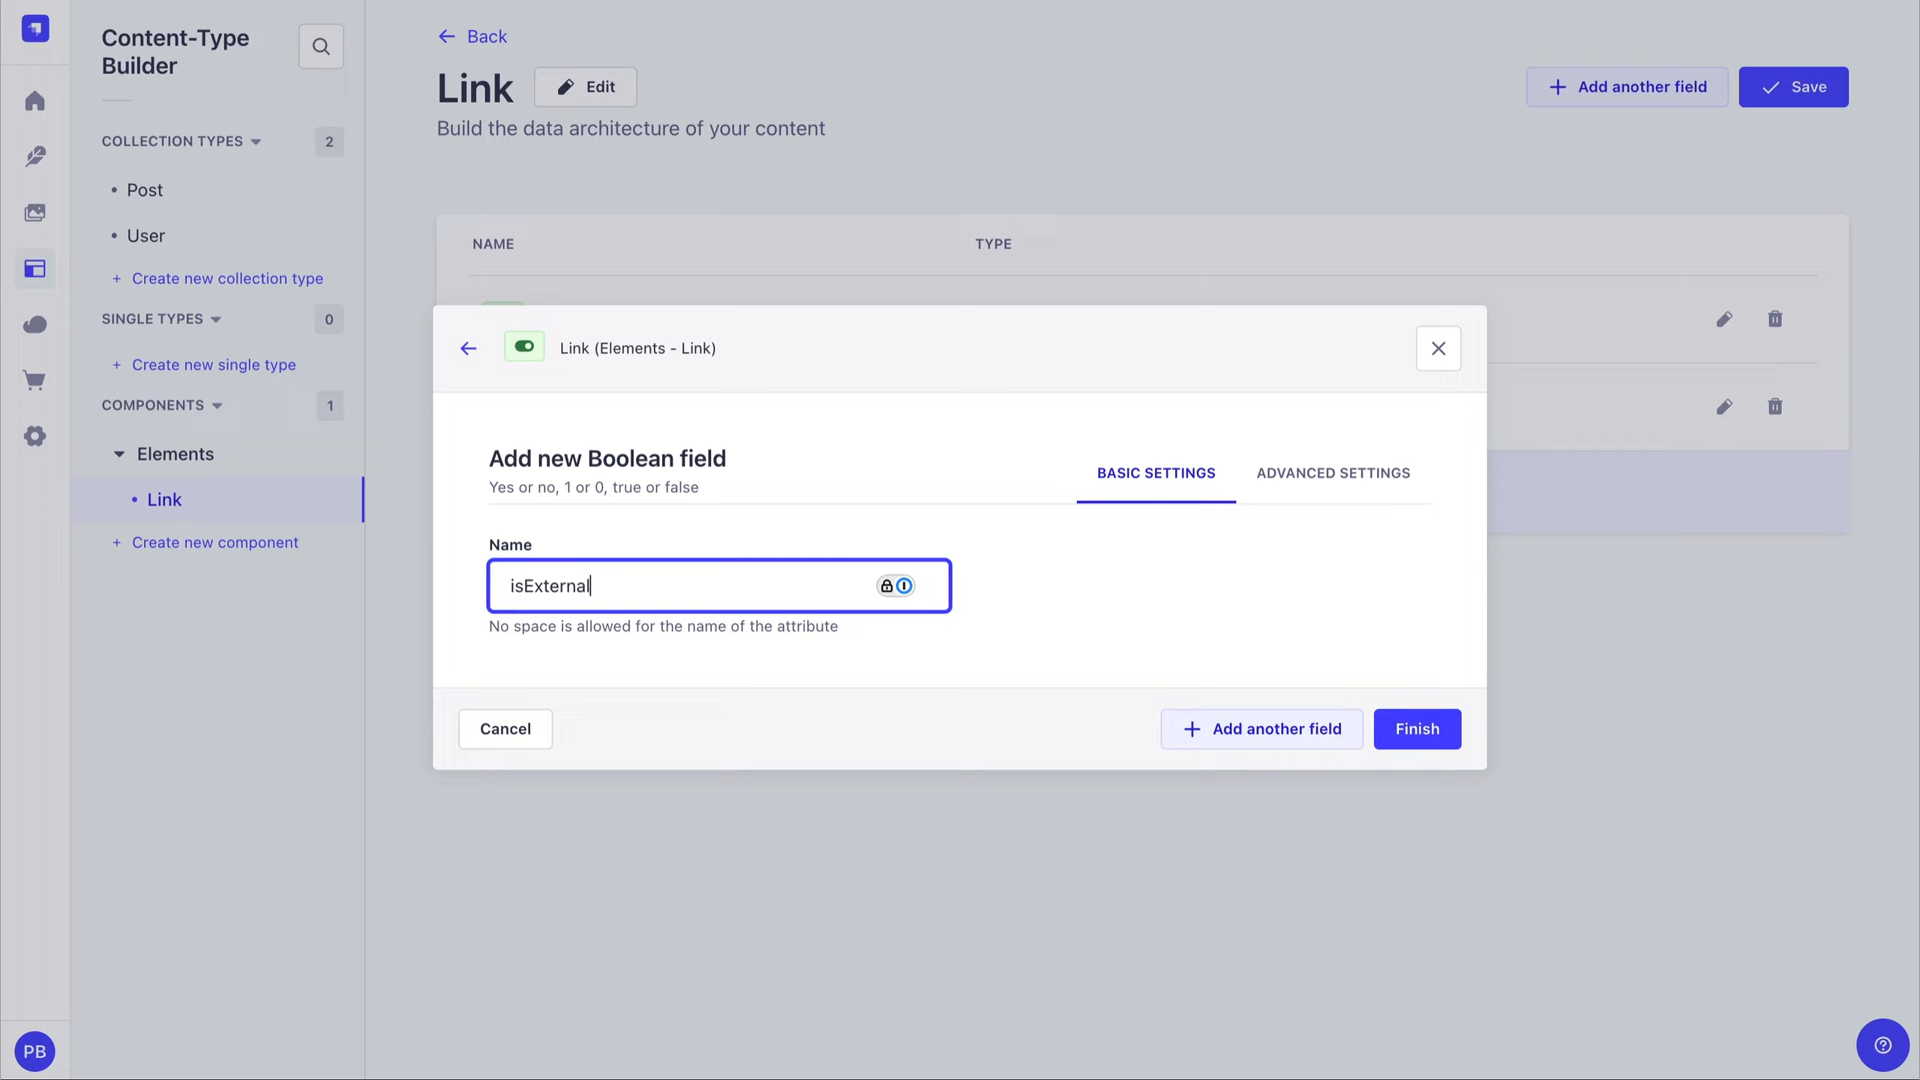 Content-Type
Builder
COLLECTION TYPES
2
Post
User
+ Create new collection type
SINGLE TYPES
0
+ Create new single type
COMPONENTS
1
Elements
Link
+ Create new component
PB
Back
Link
Edit
Add another field
Save
Build the data architecture of your content
NAME
TYPE
Link (Elements - Link)
Add new Boolean field
Yes or no, 1 or 0, true or false
BASIC SETTINGS
ADVANCED SETTINGS
Name
isExternal
No space is allowed for the name of the attribute
Cancel
Add another field
Finish